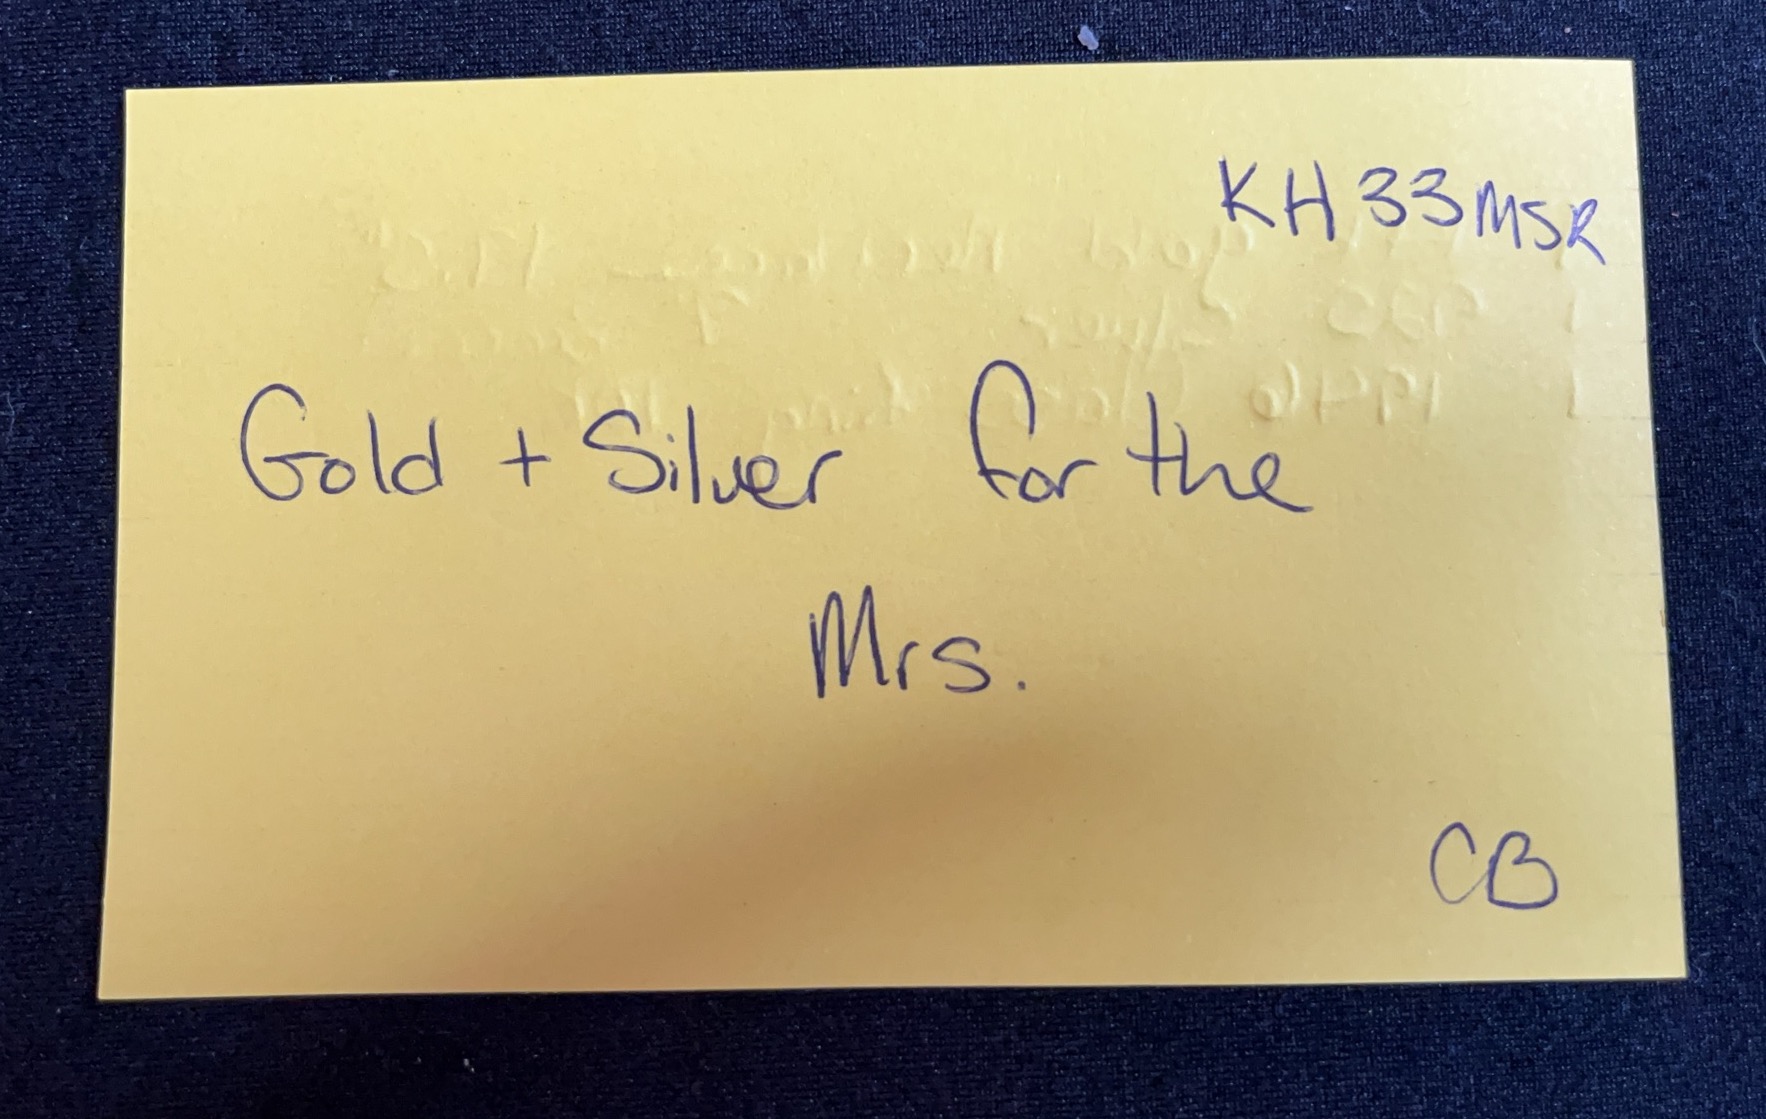 KH33MSR
Gold + Silver for the
Mrs.
CB